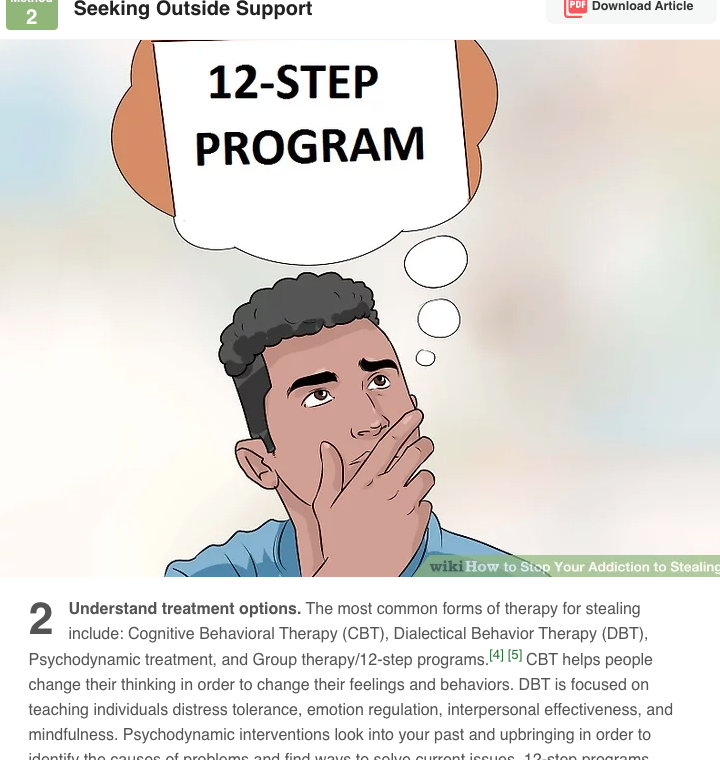 2
Seeking Outside Support
PDF
Download Article
12-STEP
PROGRAM
wikiHow to Stop Your Addiction to Stealing
2 Understand treatment options. The most common forms of therapy for stealing
include: Cognitive Behavioral Therapy (CBT), Dialectical Behavior Therapy (DBT),
Psychodynamic treatment, and Group therapy/12-step programs.[4] [5] CBT helps people
change their thinking in order to change their feelings and behaviors. DBT is focused on
teaching individuals distress tolerance, emotion regulation, interpersonal effectiveness, and
mindfulness. Psychodynamic interventions look into your past and upbringing in order to
identify the causes of problems and find ways to solve current issues. 12-step programs